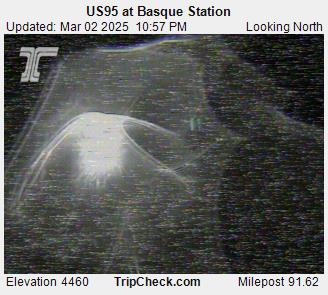 US95 at Basque Station
Updated: Mar 02 2025 10:57 PM Looking North
Elevation 4460 TripCheck.com Milepost 91.62